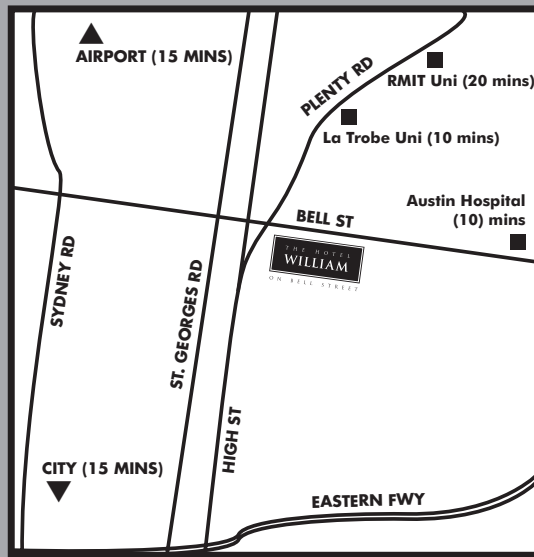 AIRPORT (15 MINS)
PLENTY RD
RMIT Uni (20 mins)
La Trobe Uni (10 mins)
Austin Hospital
(10) mins
BELL ST
THE HOTEL
WILLIAM
ON BELL STREET
SYDNEY RD
ST. GEORGES RD
HIGH ST
CITY (15 MINS)
EASTERN FWY